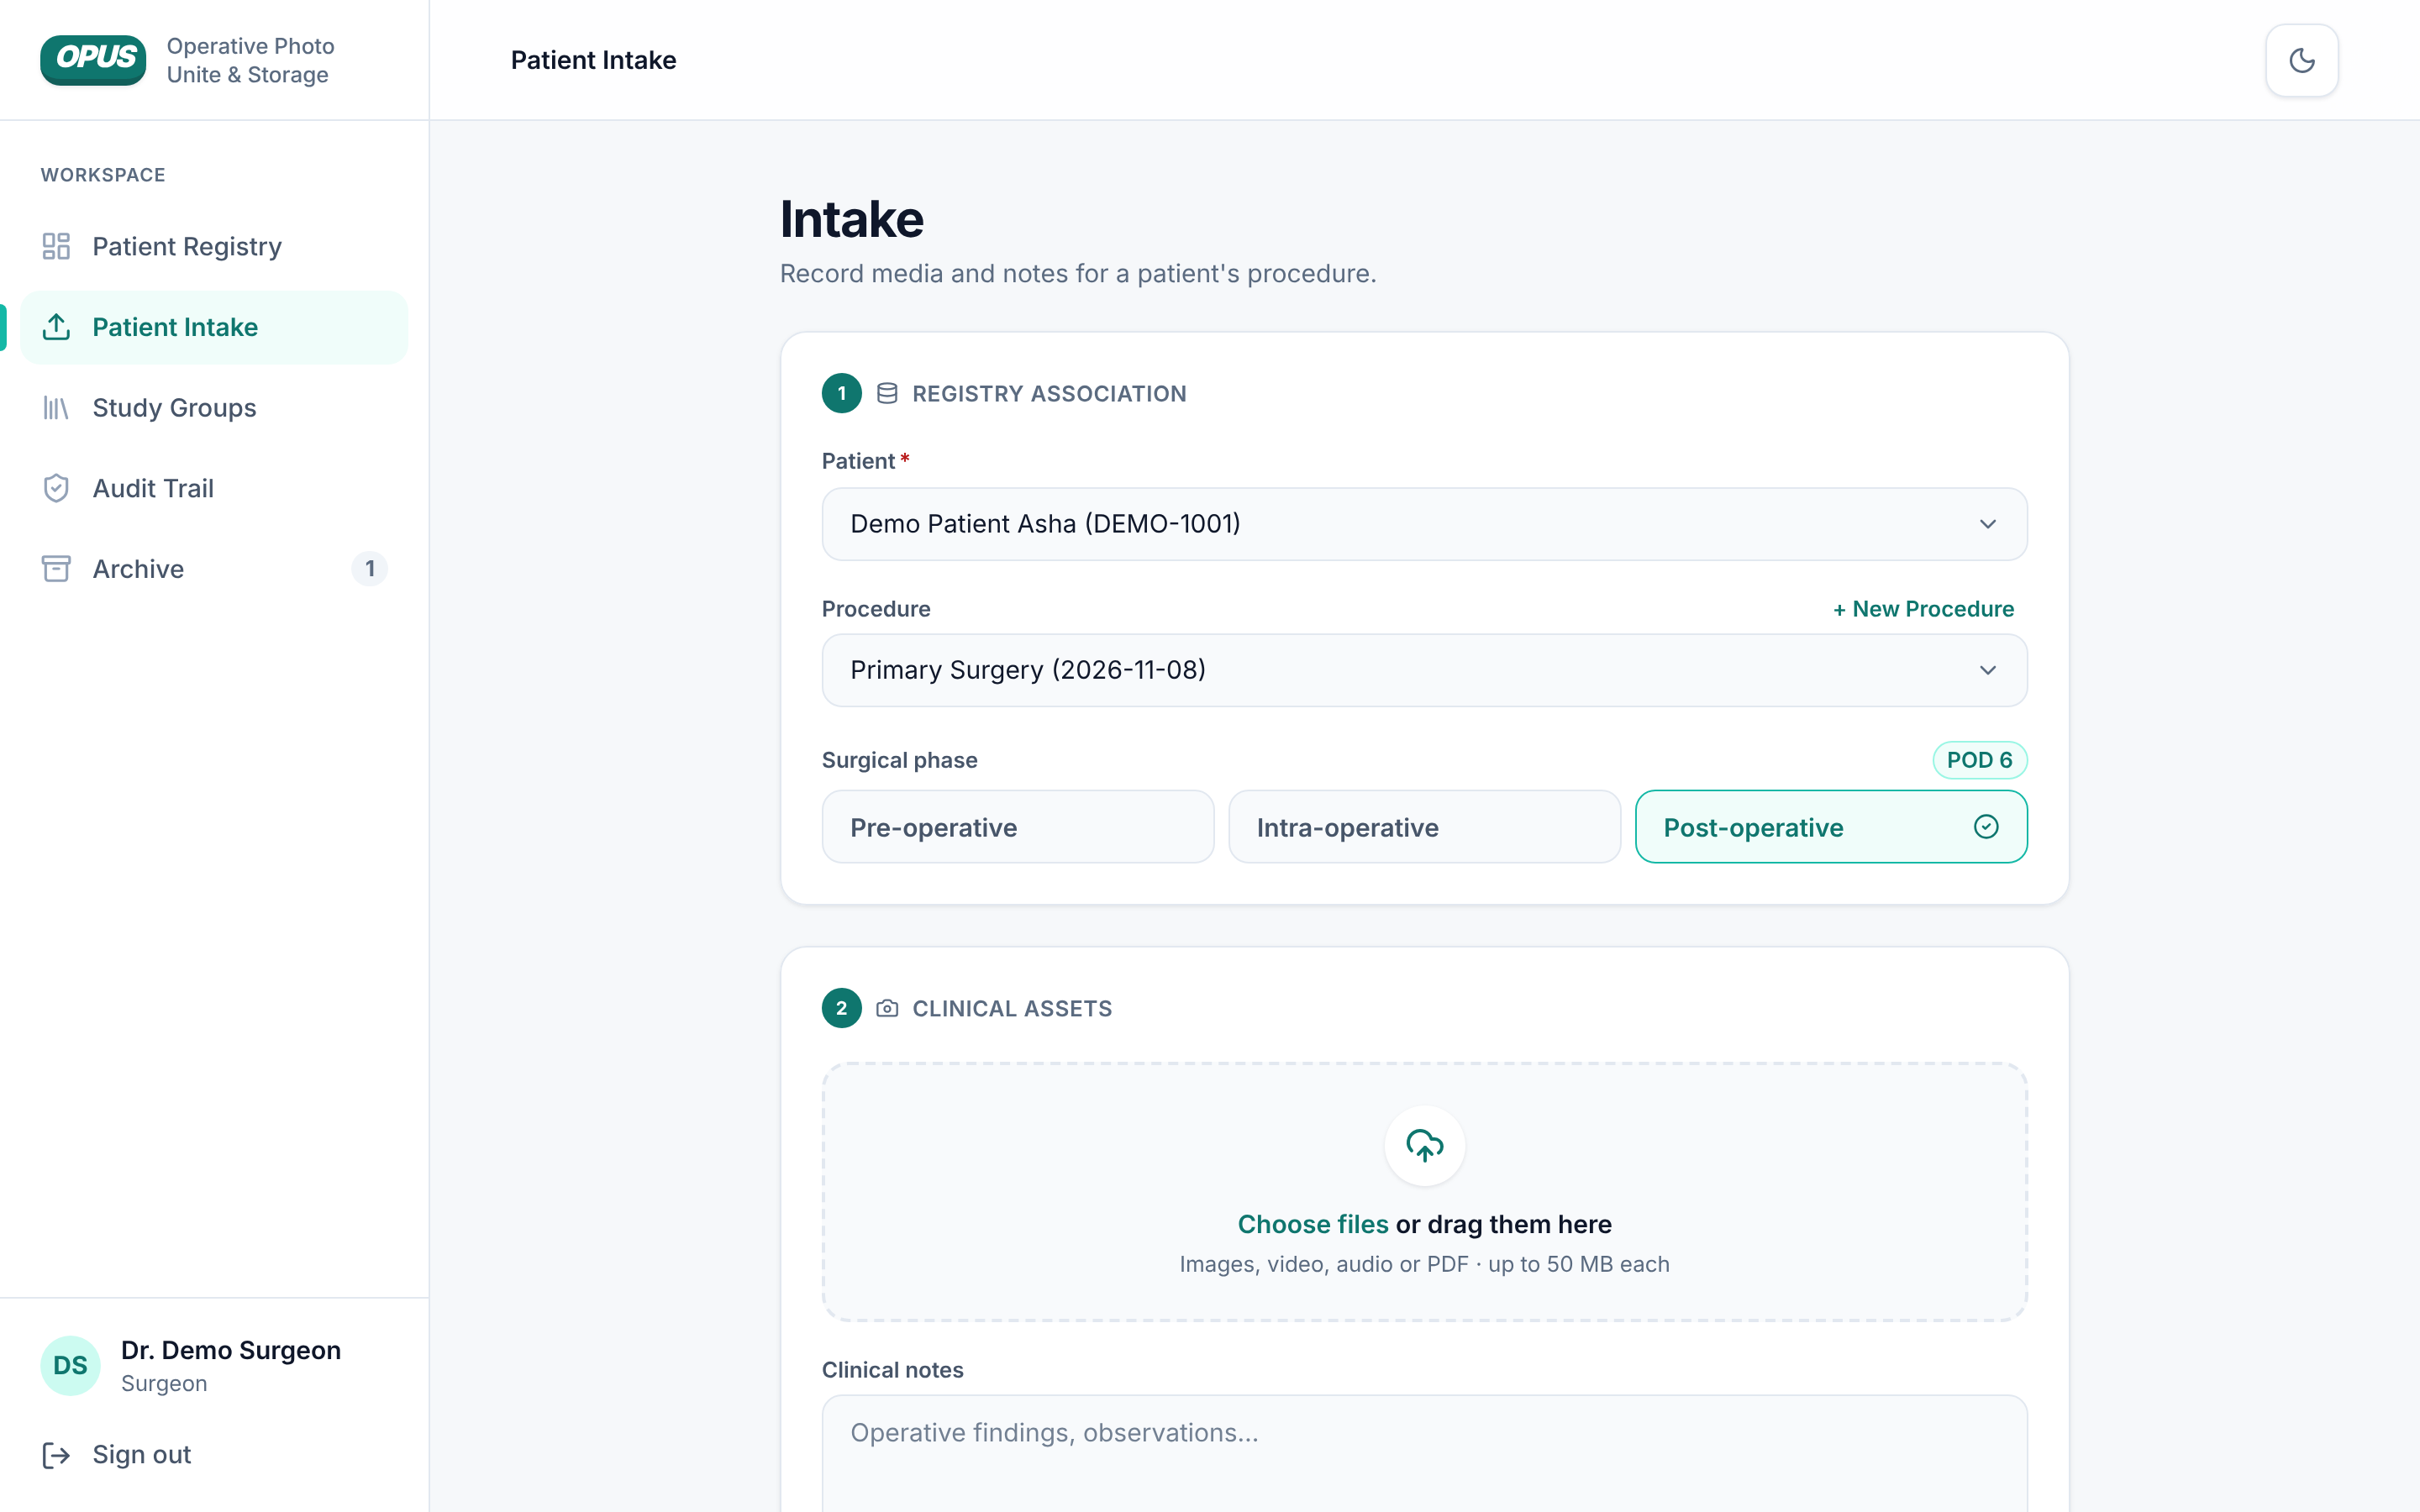 OPUS
Operative Photo
Unite & Storage
Patient Intake
WORKSPACE
Patient Registry
Patient Intake
Study Groups
Audit Trail
Archive
1
Dr. Demo Surgeon
DS
Surgeon
Sign out
Intake
Record media and notes for a patient's procedure.
1
REGISTRY ASSOCIATION
Patient *
Demo Patient Asha (DEMO-1001)
Procedure
+ New Procedure
Primary Surgery (2026-11-08)
Surgical phase
POD 6
Pre-operative
Intra-operative
Post-operative
2
CLINICAL ASSETS
Choose files or drag them here
Images, video, audio or PDF · up to 50 MB each
Clinical notes
Operative findings, observations...